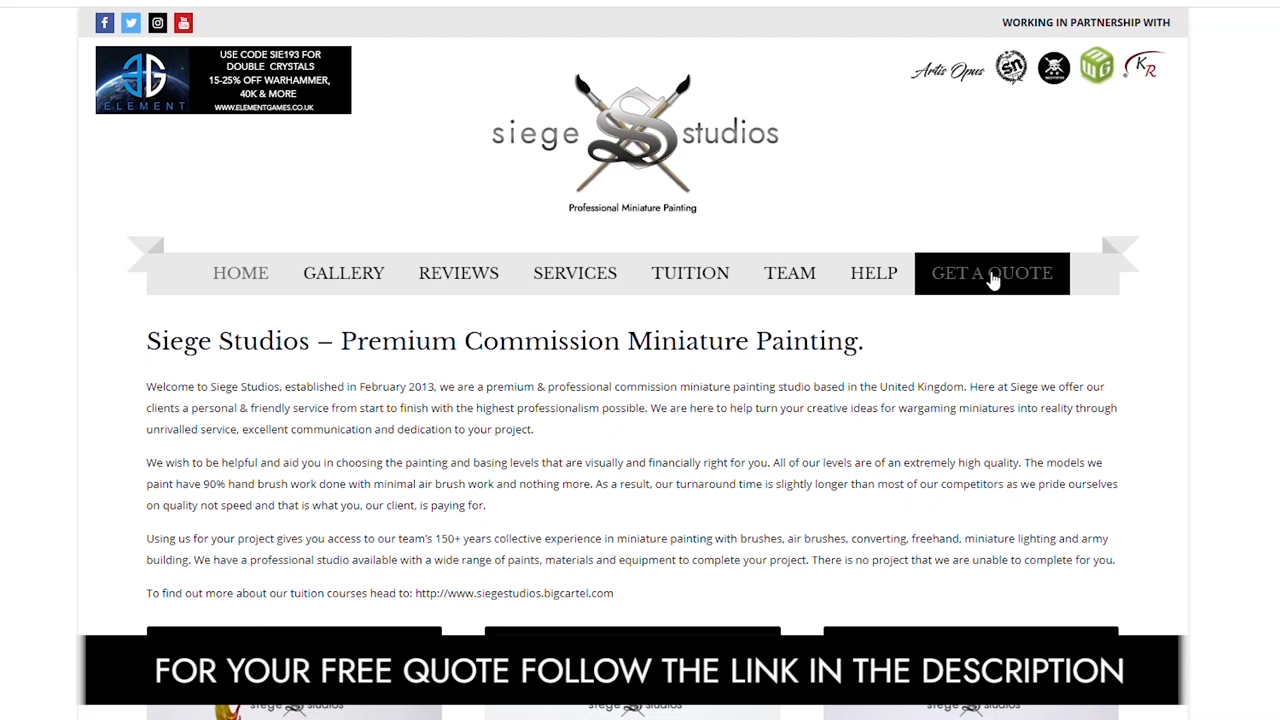 WORKING IN PARTNERSHIP WITH
USE CODE SIE193 FOR
DOUBLE CRYSTALS
15-25% OFF WARHAMMER,
40K & MORE
WWW.ELEMENTGAMES.CO.UK
ELEMENT
Artis Opus
KR
siege studios
Professional Miniature Painting
HOME GALLERY REVIEWS SERVICES TUITION TEAM HELP GET A QUOTE
Siege Studios – Premium Commission Miniature Painting.
Welcome to Siege Studios, established in February 2013, we are a premium & professional commission miniature painting studio based in the United Kingdom. Here at Siege we offer our
clients a personal & friendly service from start to finish with the highest professionalism possible. We are here to help turn your creative ideas for wargaming miniatures into reality through
unrivalled service, excellent communication and dedication to your project.
We wish to be helpful and aid you in choosing the painting and basing levels that are visually and financially right for you. All of our levels are of an extremely high quality. The models we
paint have 90% hand brush work done with minimal air brush work and nothing more. As a result, our turnaround time is slightly longer than most of our competitors as we pride ourselves
on quality not speed and that is what you, our client, is paying for.
Using us for your project gives you access to our team's 150+ years collective experience in miniature painting with brushes, air brushes, converting, freehand, miniature lighting and army
building. We have a professional studio available with a wide range of paints, materials and equipment to complete your project. There is no project that we are unable to complete for you.
To find out more about our tuition courses head to: http://www.siegestudios.bigcartel.com
FOR YOUR FREE QUOTE FOLLOW THE LINK IN THE DESCRIPTION